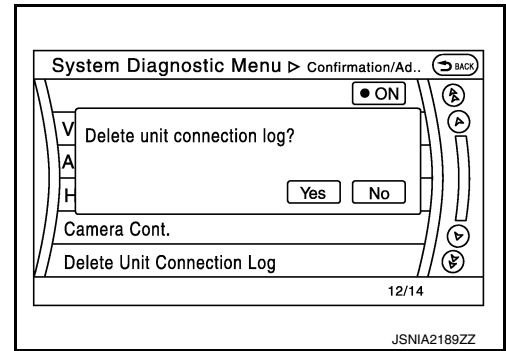 System Diagnostic Menu ▷ Confirmation/Ad..
BACK
● ON
V
Delete unit connection log?
A
H
Yes No
Camera Cont.
Delete Unit Connection Log
12/14
JSNIA2189ZZ